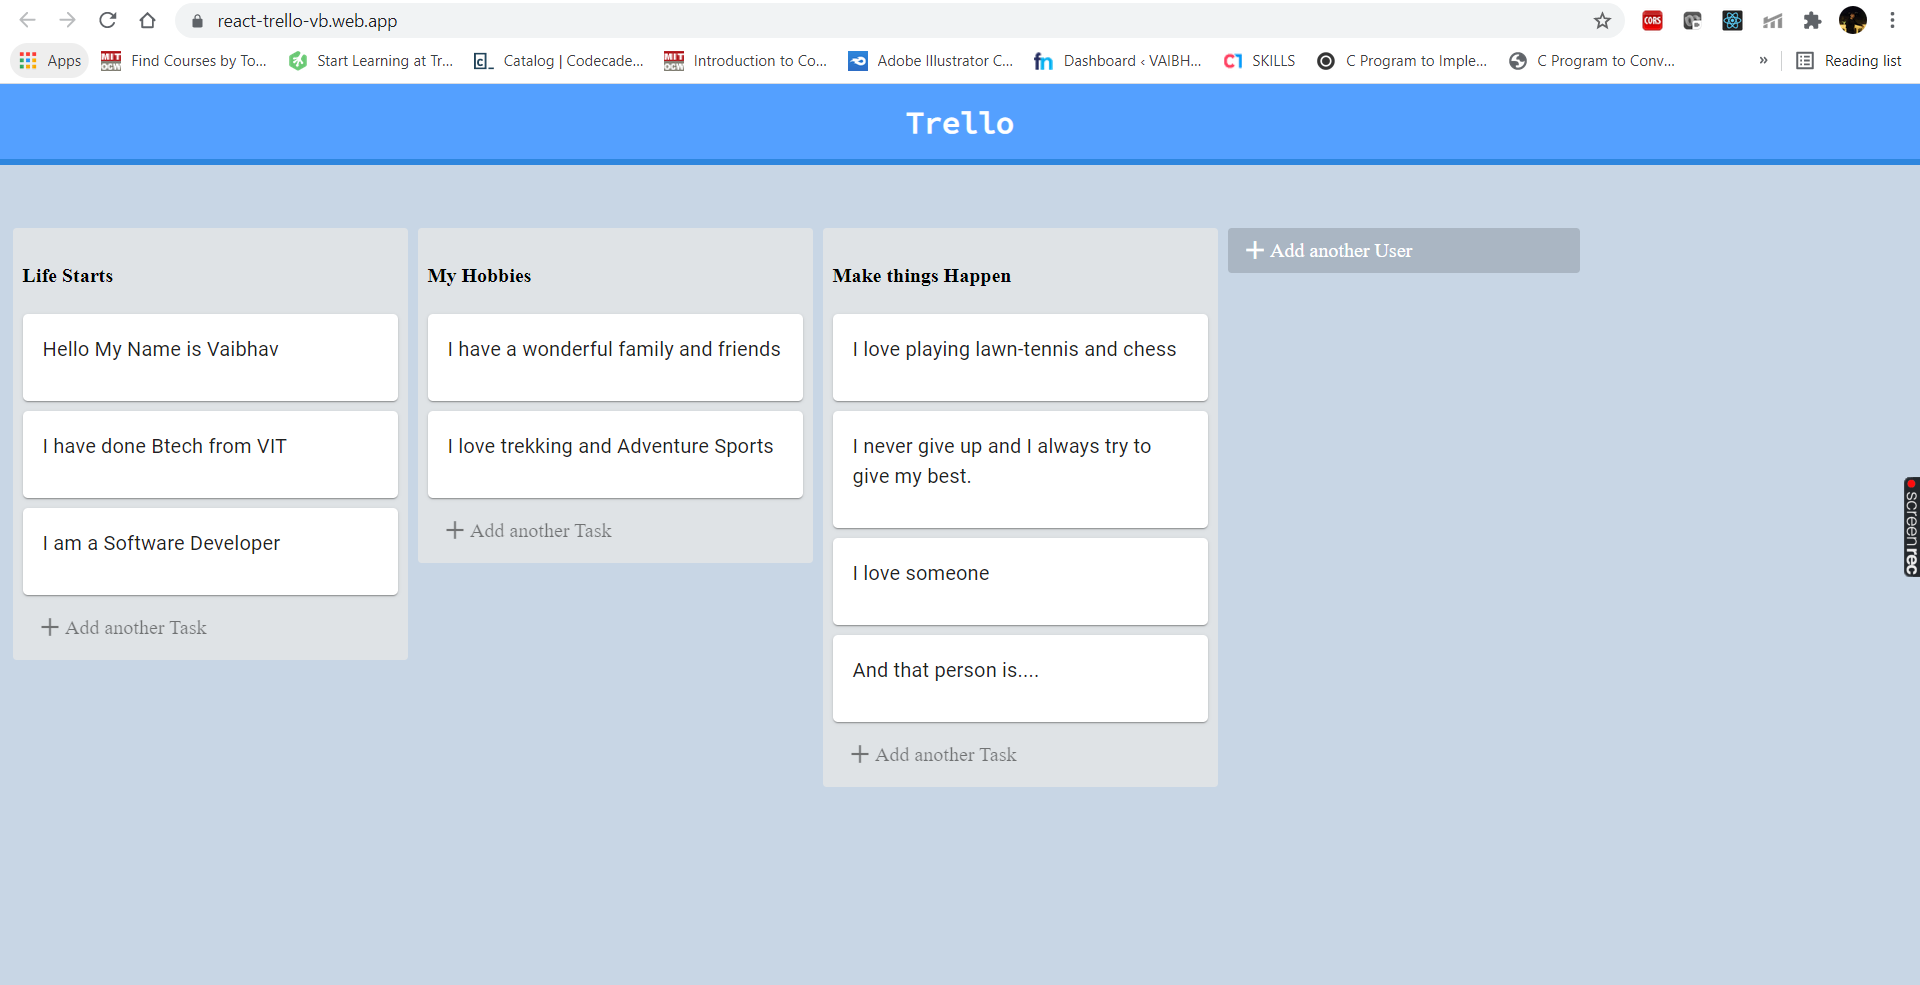 react-trello-vb.web.app
Apps
Find Courses by To...
Start Learning at Tr...
Catalog | Codecade...
Introduction to Co...
Adobe Illustrator C...
Dashboard ‹ VAIBH...
SKILLS
C Program to Imple...
C Program to Conv...
»
Reading list
CORS
MIT
OCW
MIT
OCW
Trello
Life Starts
Hello My Name is Vaibhav
I have done Btech from VIT
I am a Software Developer
Add another Task
My Hobbies
I have a wonderful family and friends
I love trekking and Adventure Sports
Add another Task
Make things Happen
I love playing lawn-tennis and chess
I never give up and I always try to
give my best.
I love someone
And that person is....
Add another Task
Add another User
screenrec